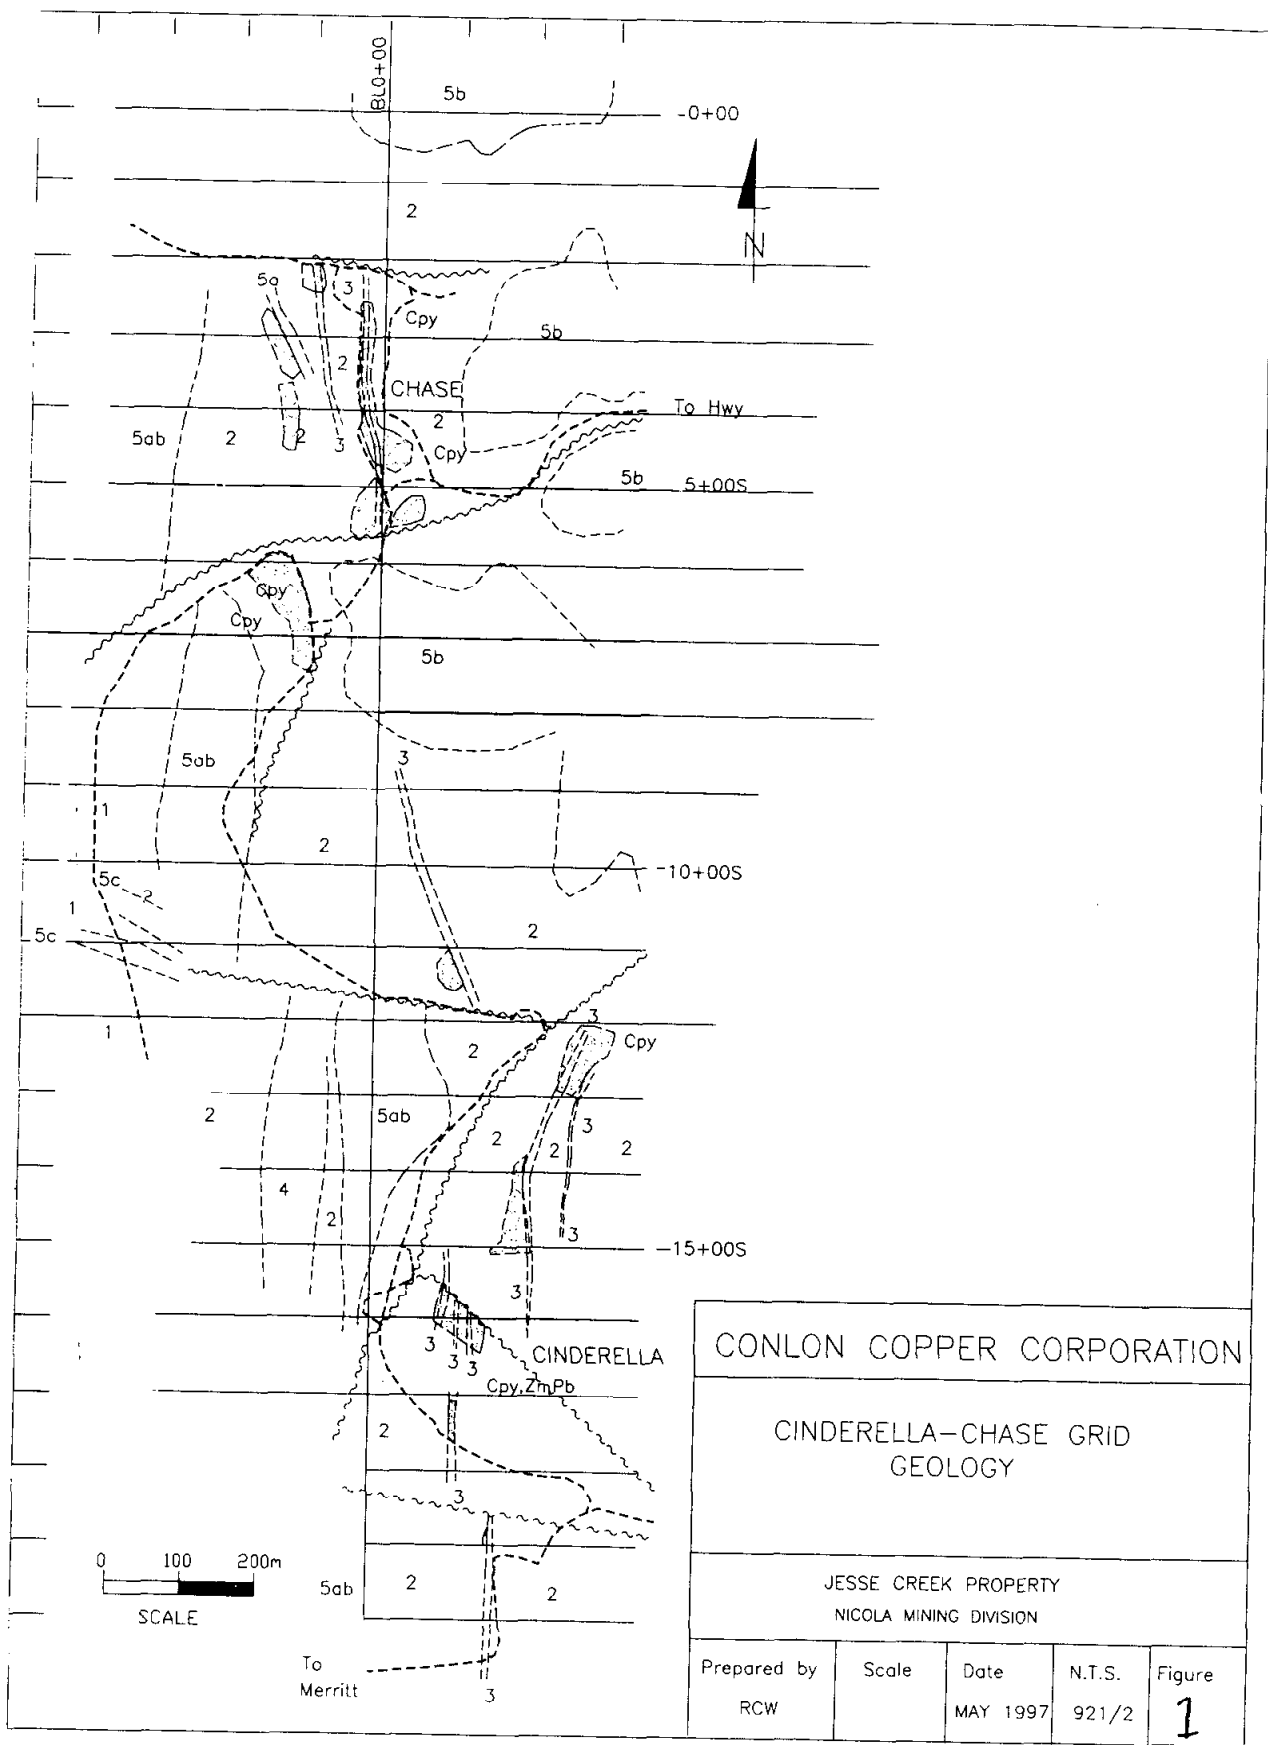 BL0+00
5b
-0+00
2
N
5a
3
Cpy
5b
2
CHASE
2
To Hwy
5ab
2
2
3
Cpy
5b
5+00S
Cpy
Cpy
5b
5ab
3
1
2
-10+00S
5c
2
1
5c
2
1
3
2
Cpy
2
5ab
3
2
2
2
4
2
3
-15+00S
3
3
3
3
CINDERELLA
Cpy,Zn,Pb
2
3
0 100 200m
SCALE
5ab
2
2
To
Merritt
3
CONLON COPPER CORPORATION
CINDERELLA-CHASE GRID
GEOLOGY
JESSE CREEK PROPERTY
NICOLA MINING DIVISION
Prepared by
RCW
Scale
Date
MAY 1997
N.T.S.
921/2
Figure
1